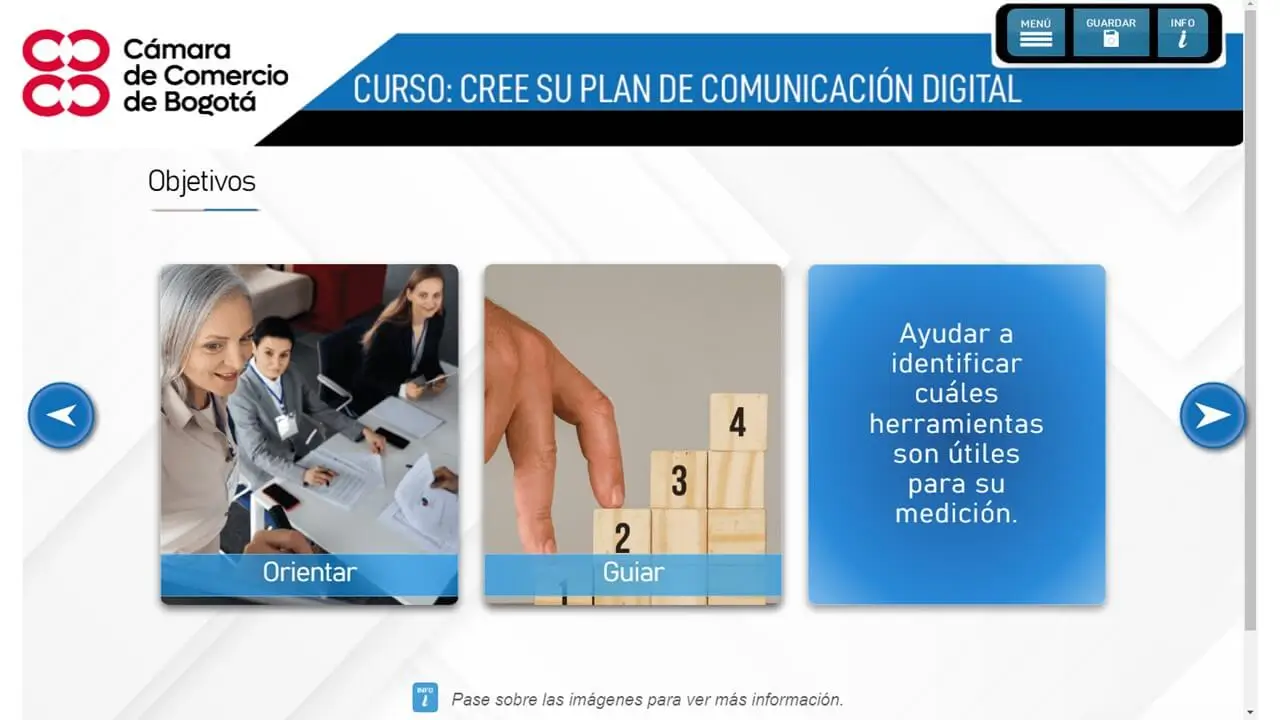 Cámara
de Comercio
de Bogotá
CURSO: CREE SU PLAN DE COMUNICACIÓN DIGITAL
MENÚ
GUARDAR
INFO
i
Objetivos
Orientar
4
3
2
1
Guiar
Ayudar a
identificar
cuáles
herramientas
son útiles
para su
medición.
INFO
i
Pase sobre las imágenes para ver más información.